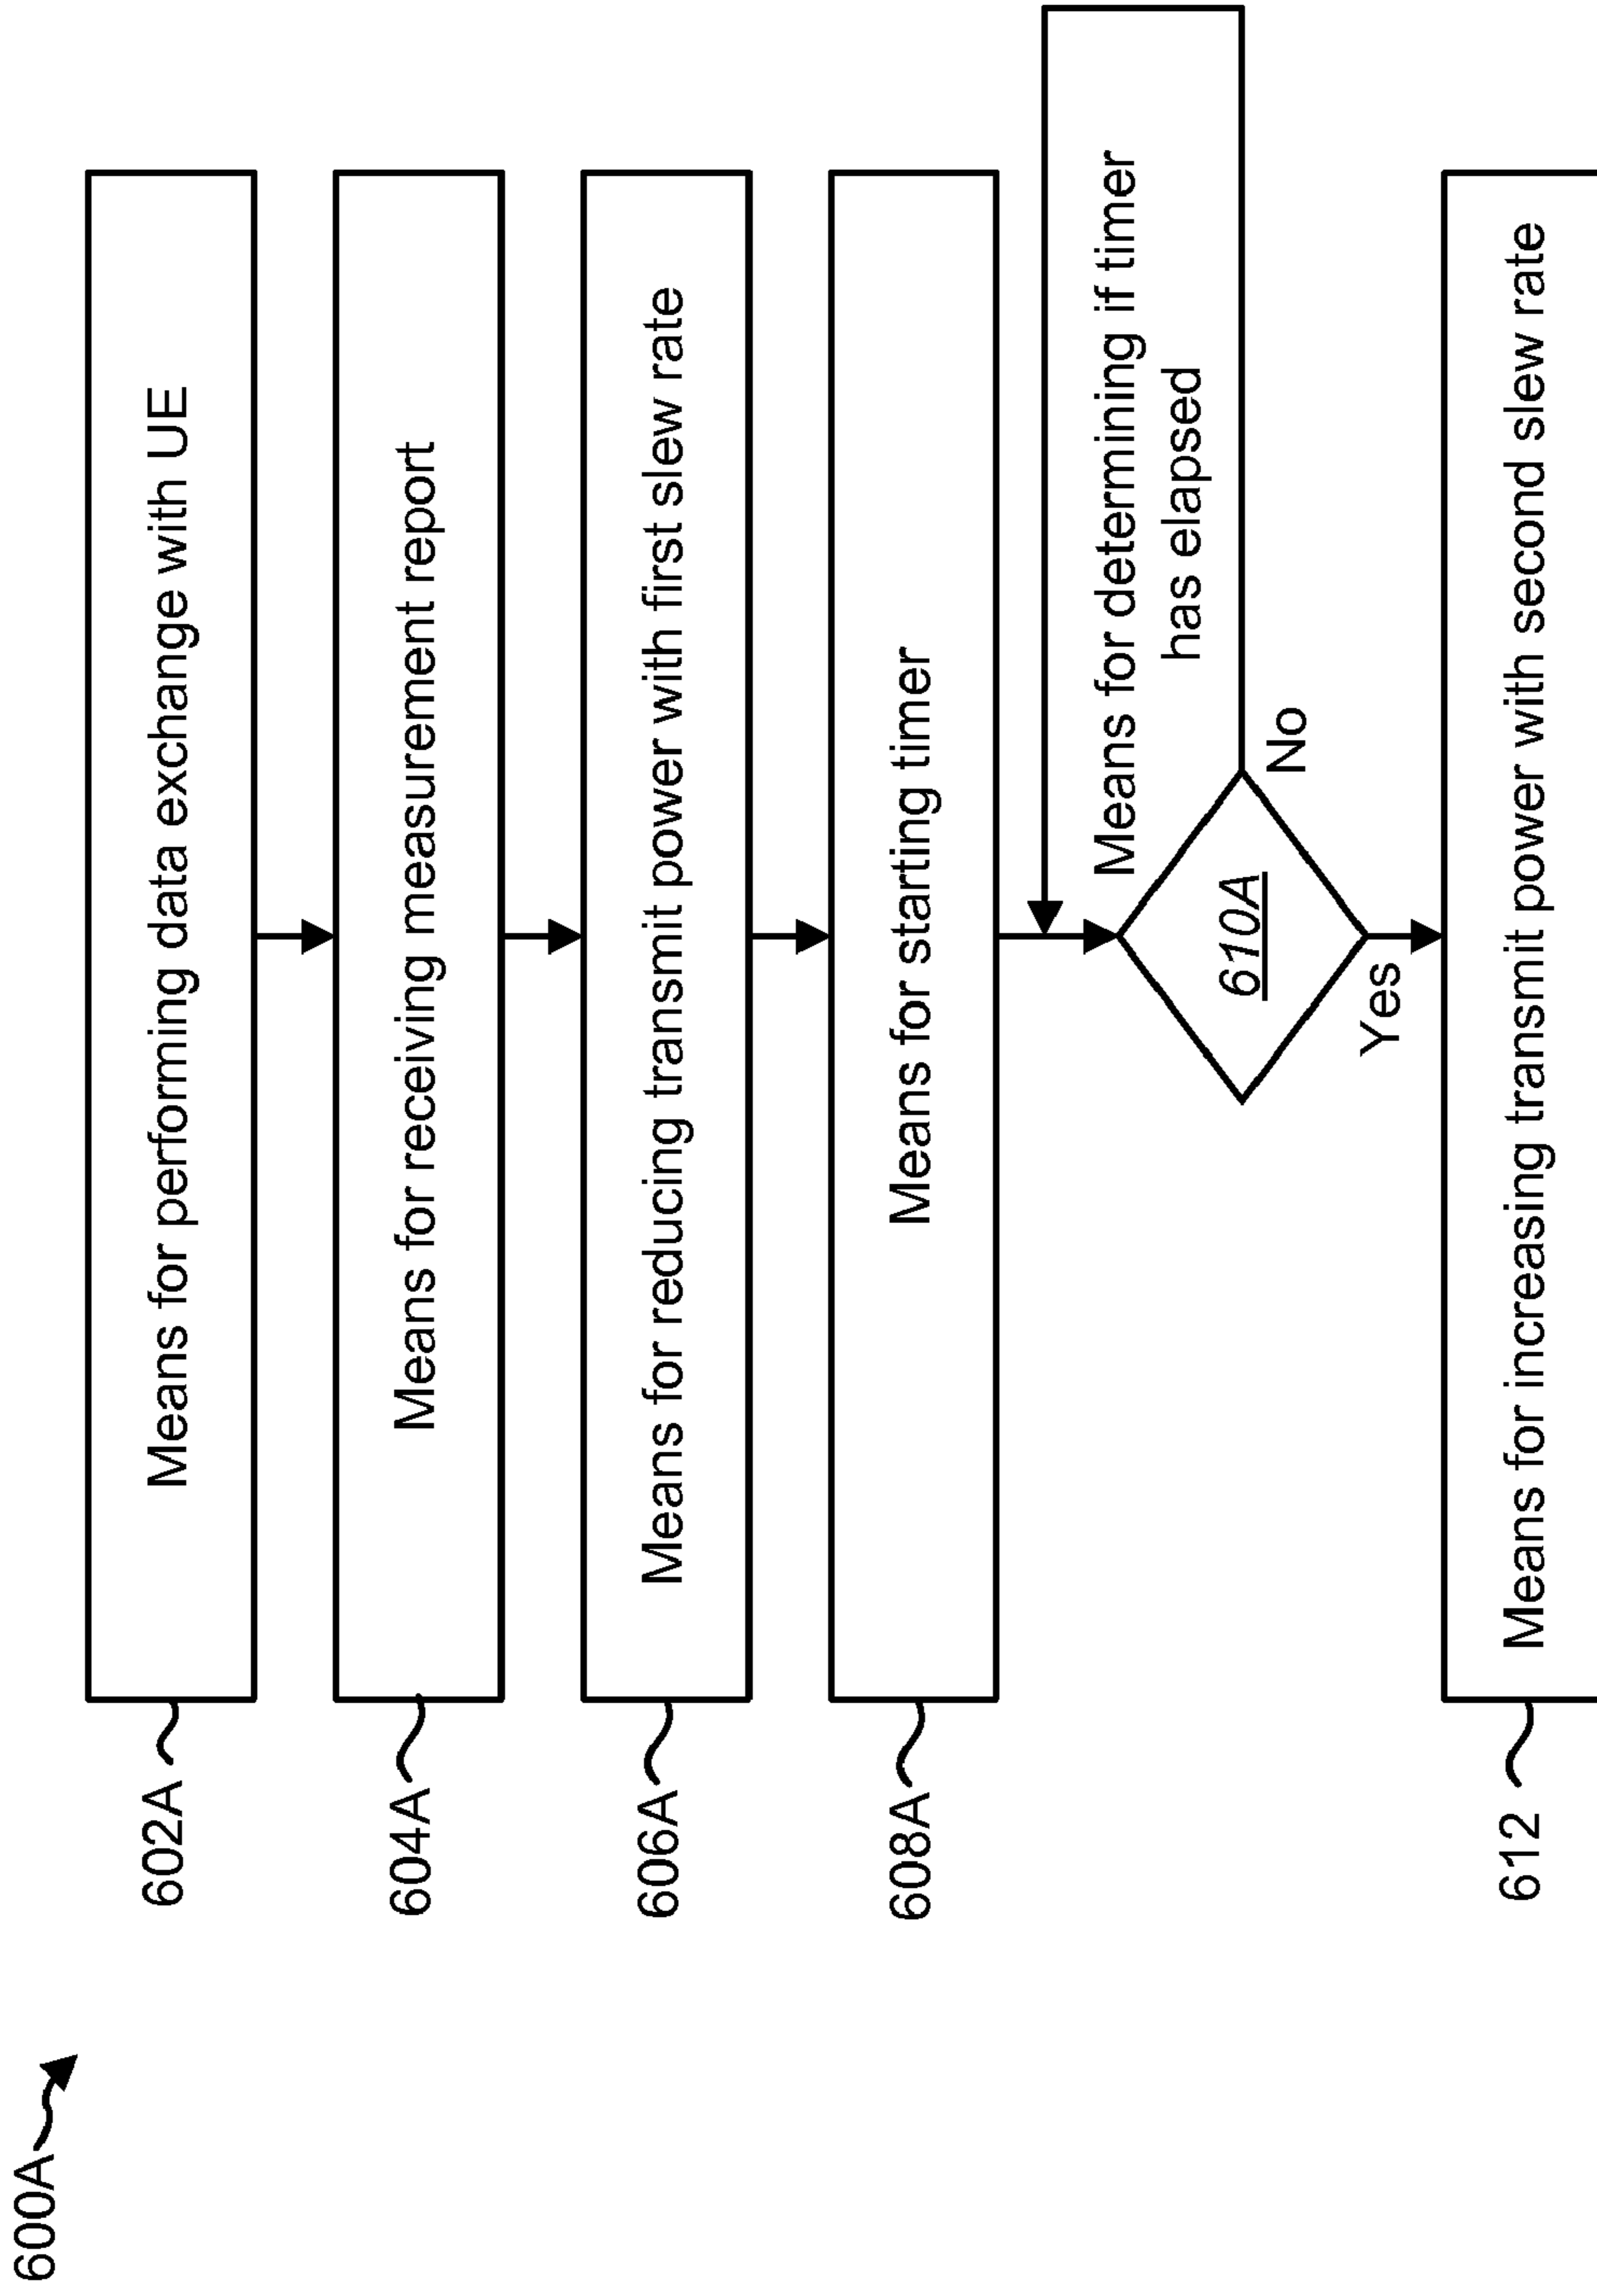 600A
602A
Means for performing data exchange with UE
604A
Means for receiving measurement report
606A
Means for reducing transmit power with first slew rate
608A
Means for starting timer
Means for determining if timer
has elapsed
610A
No
Yes
612
Means for increasing transmit power with second slew rate